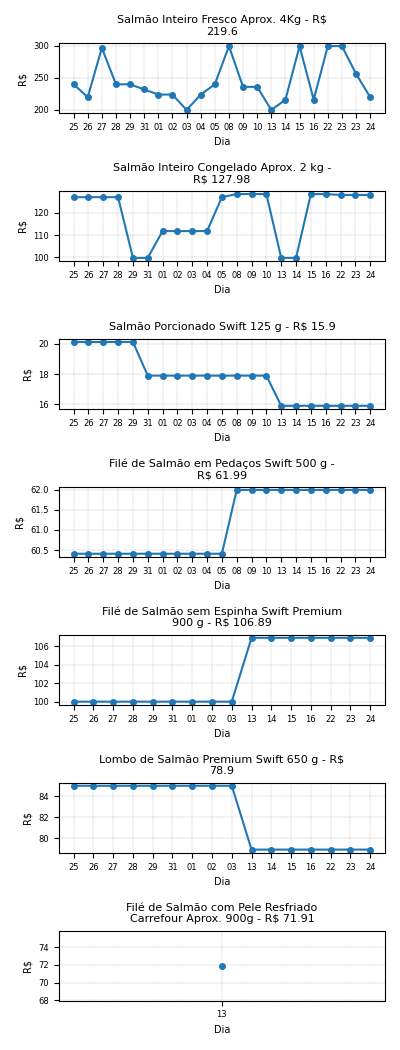 Salmão Inteiro Fresco Aprox. 4Kg - R$
219.6
300
250
200
R$
25 26 27 28 29 31 01 02 03 04 05 08 09 10 13 14 15 16 22 23 24
Dia
Salmão Inteiro Congelado Aprox. 2 kg -
R$ 127.98
120
110
100
R$
25 26 27 28 29 31 01 02 03 04 05 08 09 10 13 14 15 16 22 23 24
Dia
Salmão Porcionado Swift 125 g - R$ 15.9
20
18
16
R$
25 26 27 28 29 31 01 02 03 04 05 08 09 10 13 14 15 16 22 23 24
Dia
Filé de Salmão em Pedaços Swift 500 g -
R$ 61.99
62.0
61.5
61.0
60.5
R$
25 26 27 28 29 31 01 02 03 04 05 08 09 10 13 14 15 16 22 23 24
Dia
Filé de Salmão sem Espinha Swift Premium
900 g - R$ 106.89
106
104
102
100
R$
25 26 27 28 29 31 01 02 03 13 14 15 16 22 23 24
Dia
Lombo de Salmão Premium Swift 650 g - R$
78.9
84
82
80
R$
25 26 27 28 29 31 01 02 03 13 14 15 16 22 23 24
Dia
Filé de Salmão com Pele Resfriado
Carrefour Aprox. 900g - R$ 71.91
74
72
70
68
R$
13
Dia